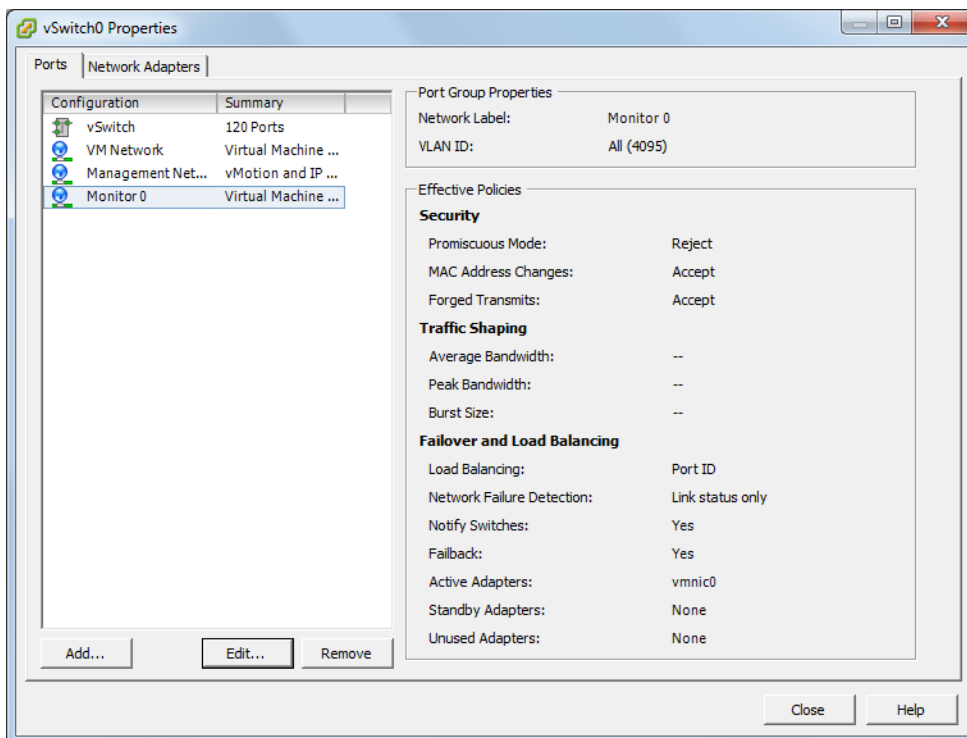 vSwitch0 Properties
Ports
Network Adapters
Configuration Summary
vSwitch 120 Ports
VM Network Virtual Machine ...
Management Net... vMotion and IP ...
Monitor 0 Virtual Machine ...
Add... Edit... Remove
Port Group Properties
Network Label: Monitor 0
VLAN ID: All (4095)
Effective Policies
Security
Promiscuous Mode: Reject
MAC Address Changes: Accept
Forged Transmits: Accept
Traffic Shaping
Average Bandwidth: --
Peak Bandwidth: --
Burst Size: --
Failover and Load Balancing
Load Balancing: Port ID
Network Failure Detection: Link status only
Notify Switches: Yes
Failback: Yes
Active Adapters: vmnic0
Standby Adapters: None
Unused Adapters: None
Close Help